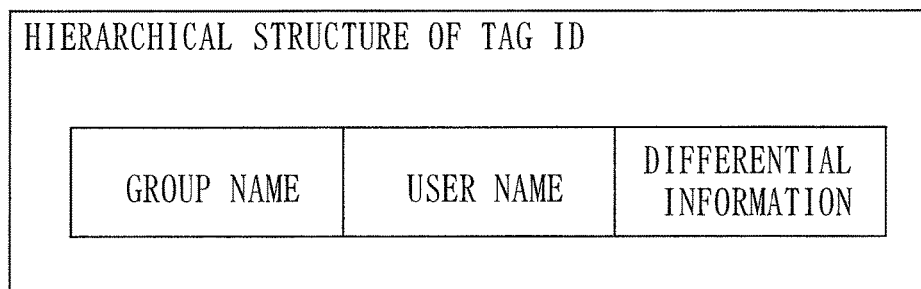 HIERARCHICAL STRUCTURE OF TAG ID
GROUP NAME
USER NAME
DIFFERENTIAL
INFORMATION